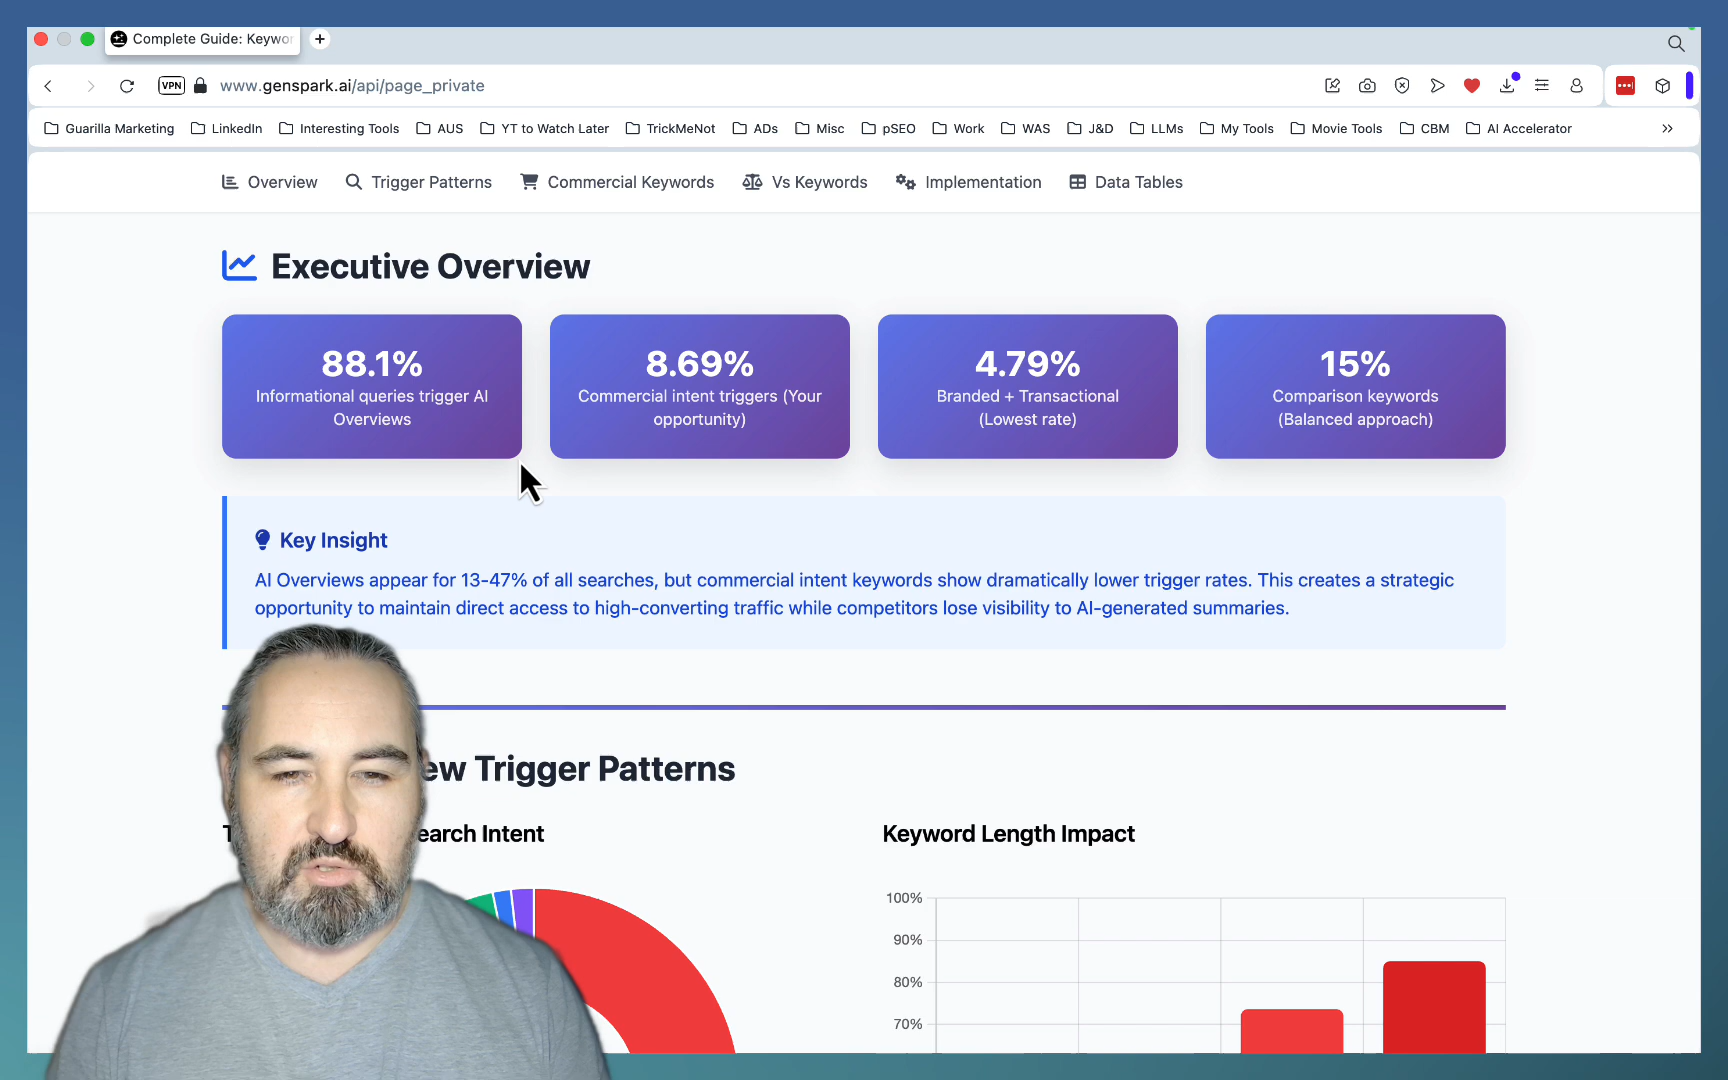 Complete Guide: Keywor
VPN
www.genspark.ai/api/page_private
Guarilla Marketing LinkedIn Interesting Tools AUS YT to Watch Later TrickMeNot ADs Misc pSEO Work WAS J&D LLMs My Tools Movie Tools CBM AI Accelerator
Overview Trigger Patterns Commercial Keywords Vs Keywords Implementation Data Tables
Executive Overview
88.1%
Informational queries trigger AI
Overviews
8.69%
Commercial intent triggers (Your
opportunity)
4.79%
Branded + Transactional
(Lowest rate)
15%
Comparison keywords
(Balanced approach)
Key Insight
AI Overviews appear for 13-47% of all searches, but commercial intent keywords show dramatically lower trigger rates. This creates a strategic
opportunity to maintain direct access to high-converting traffic while competitors lose visibility to AI-generated summaries.
ew Trigger Patterns
earch Intent
Keyword Length Impact
100%
90%
80%
70%